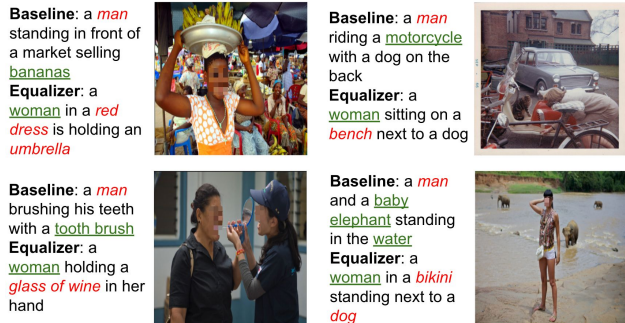 Baseline: a man
standing in front of
a market selling
bananas
Equalizer: a
woman in a red
dress is holding an
umbrella
Baseline: a man
riding a motorcycle
with a dog on the
back
Equalizer: a
woman sitting on a
bench next to a dog
Baseline: a man
brushing his teeth
with a tooth brush
Equalizer: a
woman holding a
glass of wine in her
hand
Baseline: a man
and a baby
elephant standing
in the water
Equalizer: a
woman in a bikini
standing next to a
dog